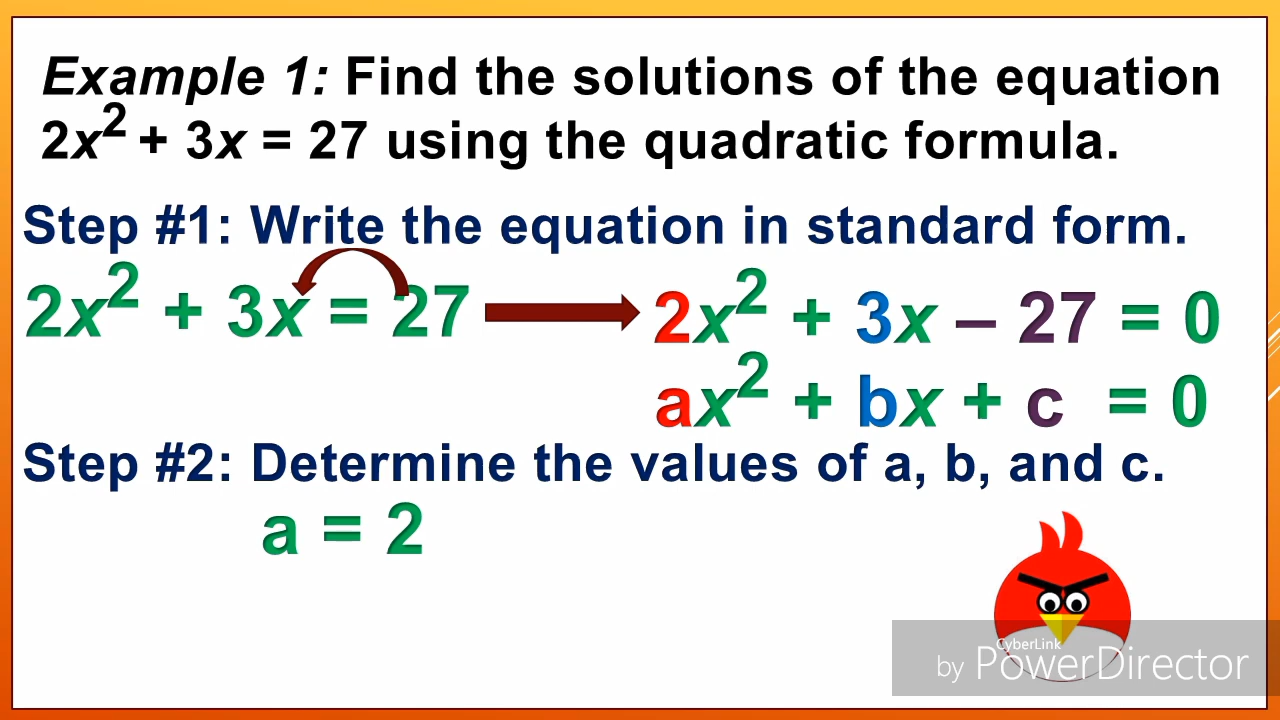 Example 1: Find the solutions of the equation
2x² + 3x = 27 using the quadratic formula.
Step #1: Write the equation in standard form.
2x² + 3x = 27 2x² + 3x – 27 = 0
ax² + bx + c = 0
Step #2: Determine the values of a, b, and c.
a = 2
CyberLink
by PowerDirector